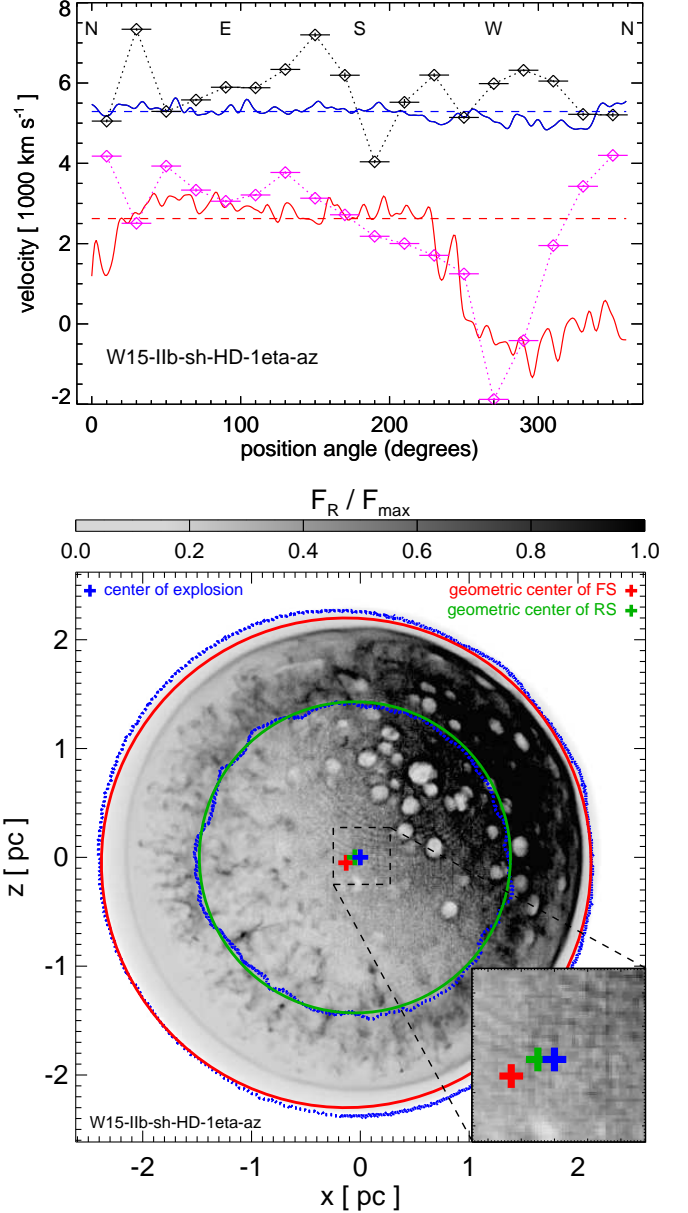 N E S W N
8
6
4
2
0
-2
velocity [ 1000 km s-1]
W15-IIb-sh-HD-1eta-az
0 100 200 300
position angle (degrees)
FR / Fmax
0.0 0.2 0.4 0.6 0.8 1.0
center of explosion
geometric center of FS
geometric center of RS
2
1
0
-1
-2
z [ pc ]
W15-IIb-sh-HD-1eta-az
-2 -1 0 1 2
x [ pc ]